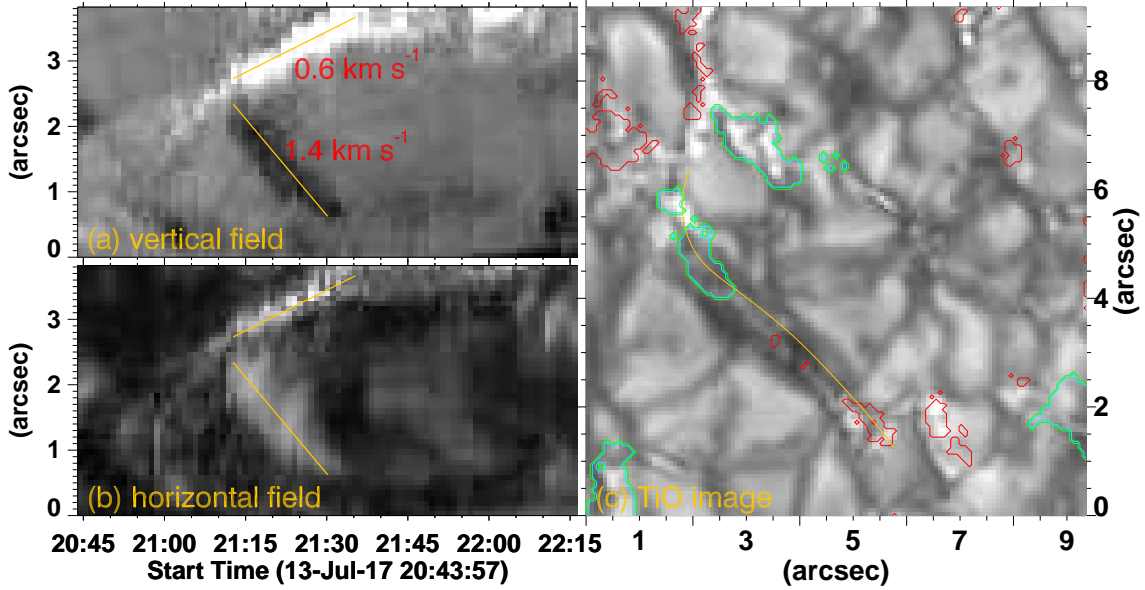 3
2
1
0
(arcsec)
0.6 km s-1
1.4 km s-1
(a) vertical field
3
2
1
0
(arcsec)
(b) horizontal field
20:45 21:00 21:15 21:30 21:45 22:00 22:15
Start Time (13-Jul-17 20:43:57)
(c) TiO image
8
6
4
2
0
(arcsec)
1 3 5 7 9
(arcsec)